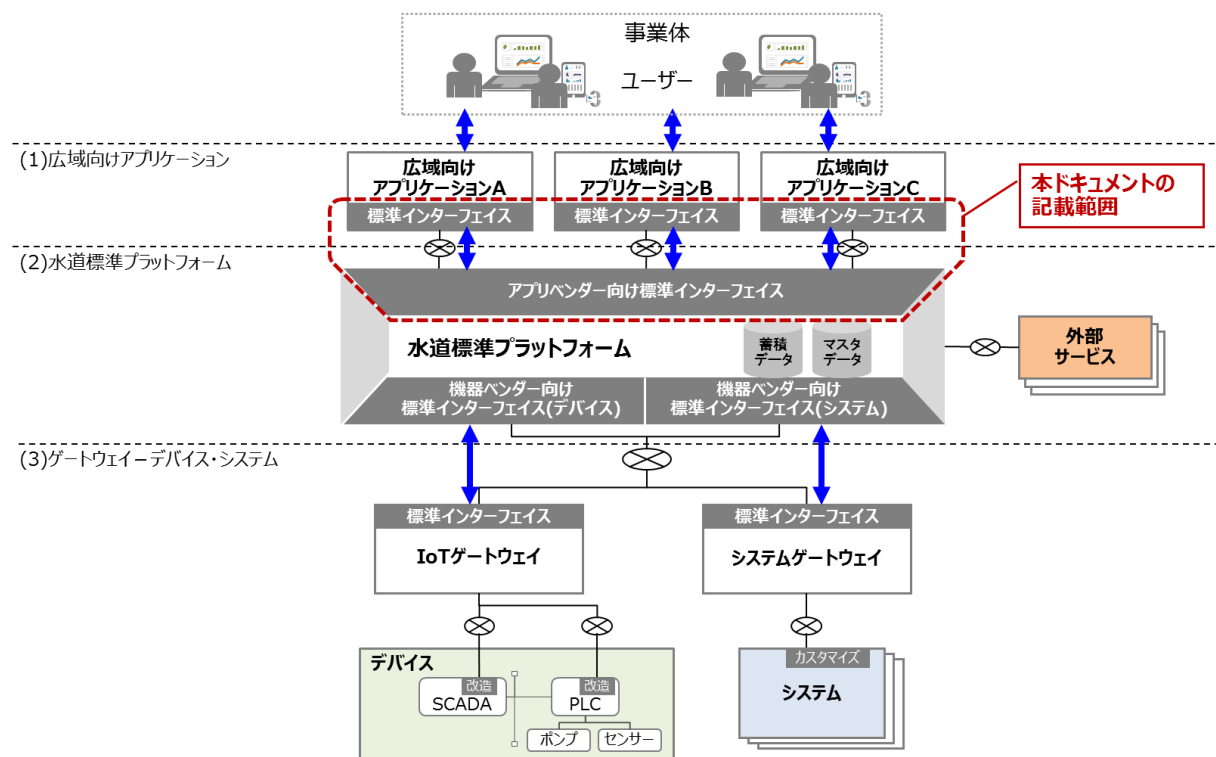 事業体
ユーザー
(1)広域向けアプリケーション
広域向け
アプリケーションA
標準インターフェイス
広域向け
アプリケーションB
標準インターフェイス
広域向け
アプリケーションC
標準インターフェイス
本ドキュメントの
記載範囲
(2)水道標準プラットフォーム
アプリベンダー向け標準インターフェイス
水道標準プラットフォーム
蓄積
データ
マスタ
データ
外部
サービス
機器ベンダー向け
標準インターフェイス(デバイス)
機器ベンダー向け
標準インターフェイス(システム)
(3)ゲートウェイ－デバイス・システム
標準インターフェイス
IoTゲートウェイ
標準インターフェイス
システムゲートウェイ
デバイス
改造
SCADA
改造
PLC
ポンプ
センサー
カスタマイズ
システム